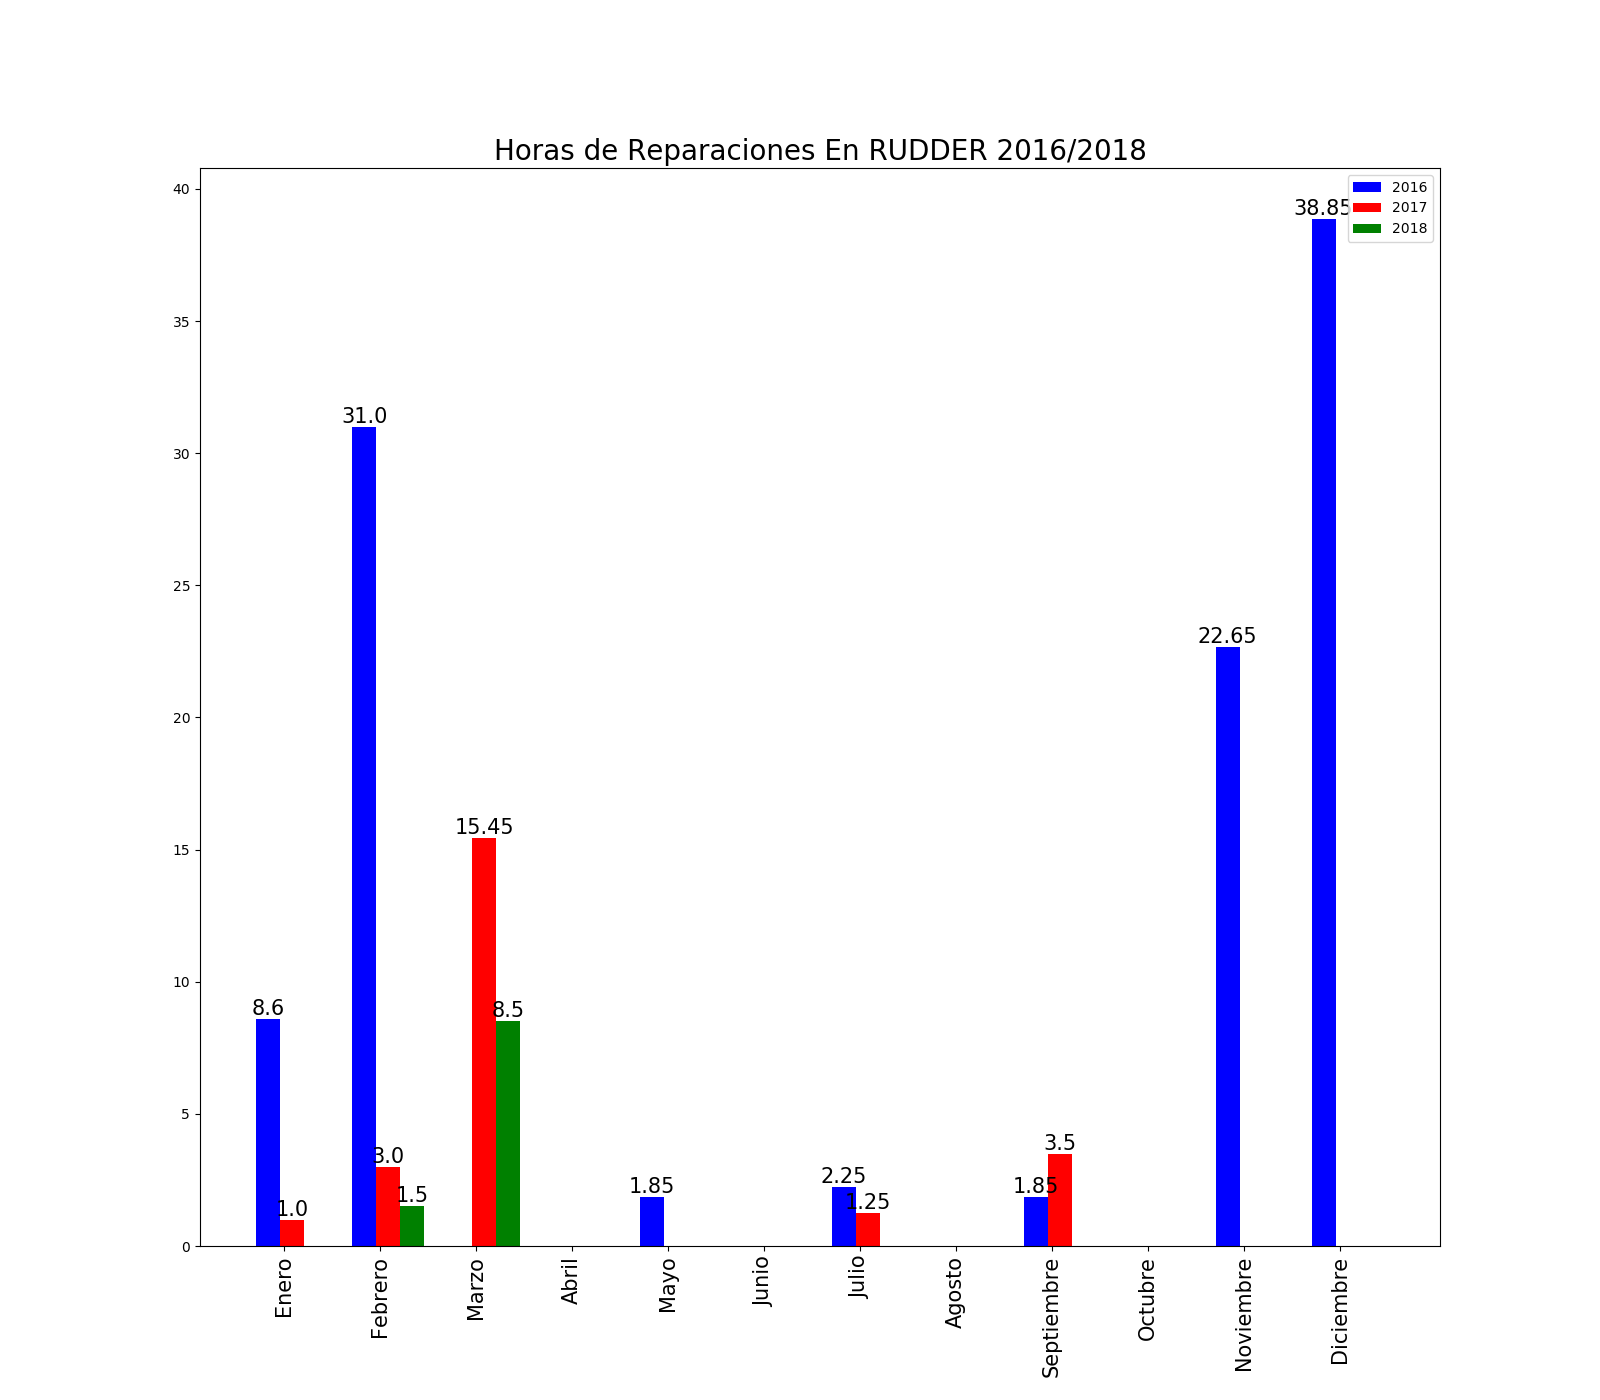 Horas de Reparaciones En RUDDER 2016/2018
40
35
30
25
20
15
10
5
0
2016
2017
2018
38.85
31.0
22.65
15.45
8.6
8.5
3.0
1.5
1.0
1.85
2.25
1.25
1.85
3.5
Enero
Febrero
Marzo
Abril
Mayo
Junio
Julio
Agosto
Septiembre
Octubre
Noviembre
Diciembre